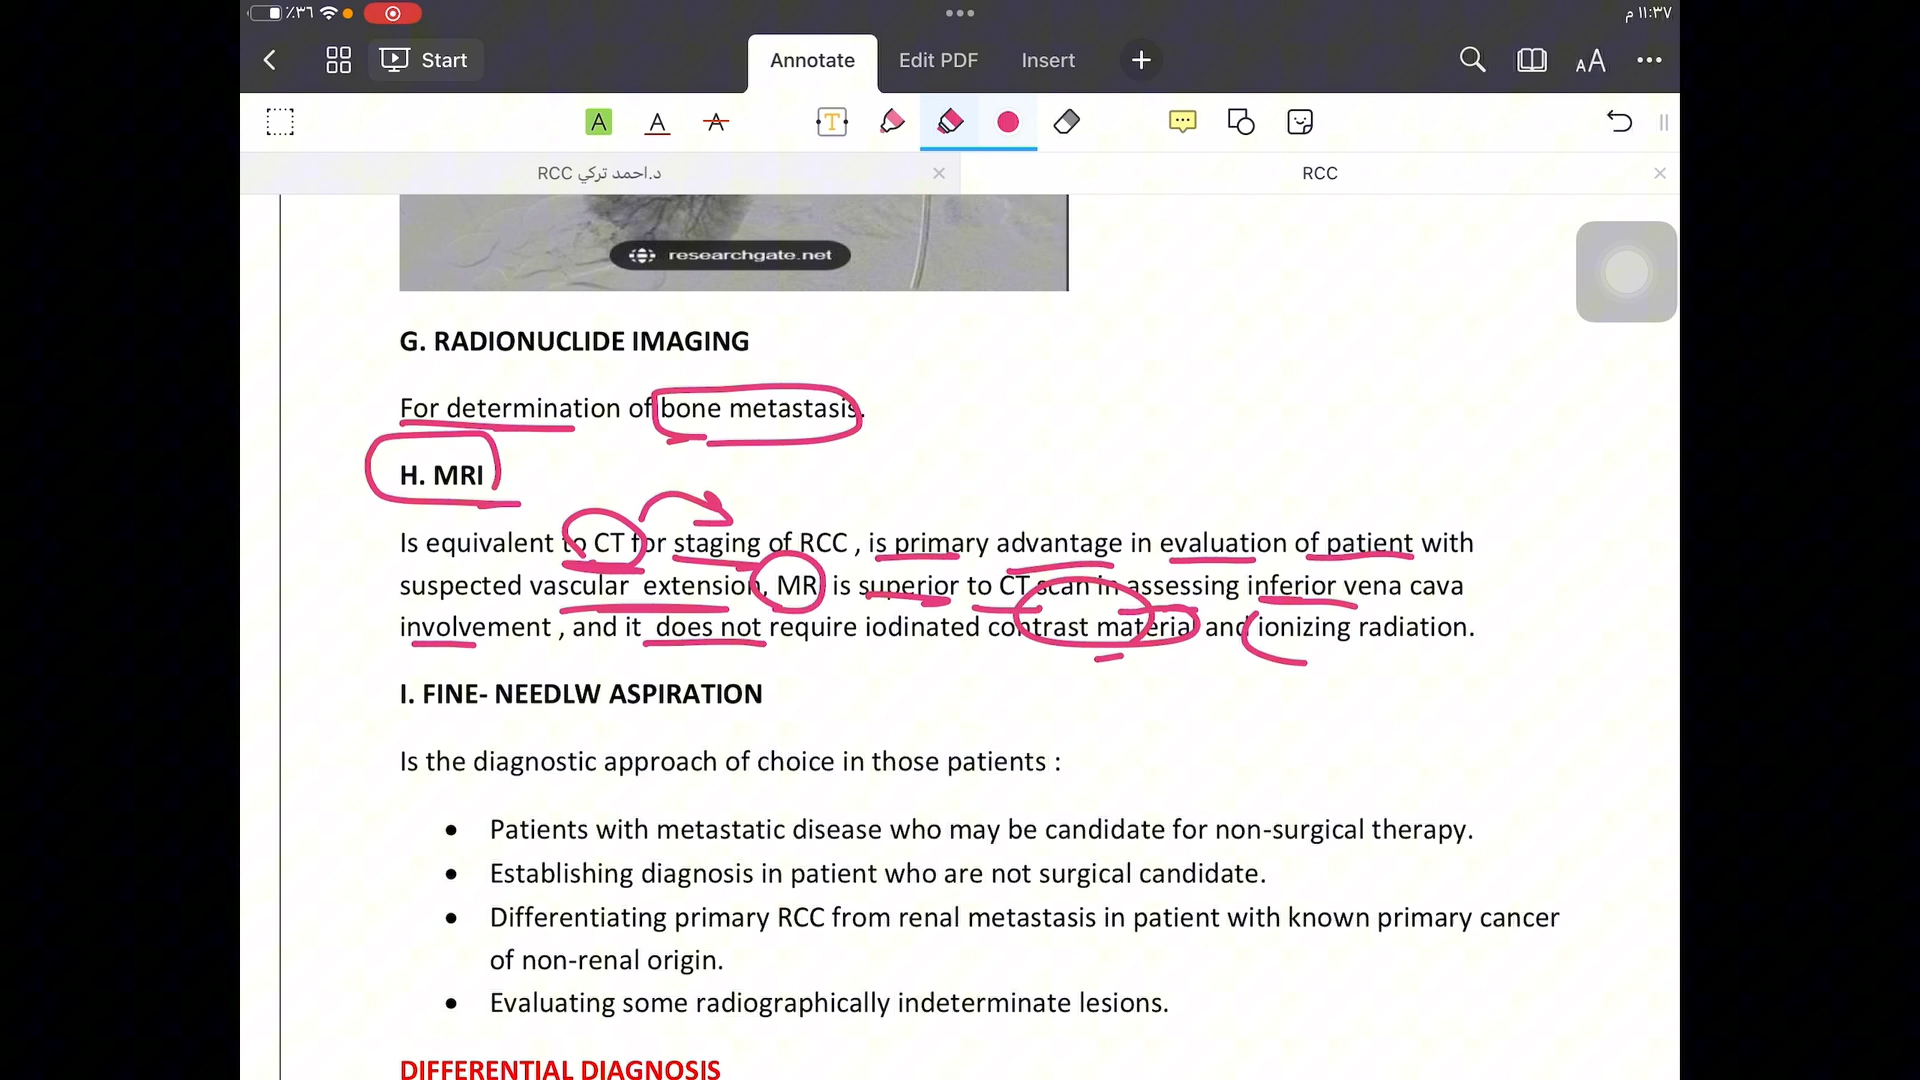 ٪٣٦
١١:٣٧ م
Start
Annotate
Edit PDF
Insert
AA
A A A T
RCC د.احمد تركي
RCC
researchgate.net
G. RADIONUCLIDE IMAGING
For determination of bone metastasis.
H. MRI
Is equivalent to CT for staging of RCC , is primary advantage in evaluation of patient with
suspected vascular extension, MRI is superior to CT scan in assessing inferior vena cava
involvement , and it does not require iodinated contrast material and ionizing radiation.
I. FINE- NEEDLW ASPIRATION
Is the diagnostic approach of choice in those patients :
• Patients with metastatic disease who may be candidate for non-surgical therapy.
• Establishing diagnosis in patient who are not surgical candidate.
• Differentiating primary RCC from renal metastasis in patient with known primary cancer
of non-renal origin.
• Evaluating some radiographically indeterminate lesions.
DIFFERENTIAL DIAGNOSIS